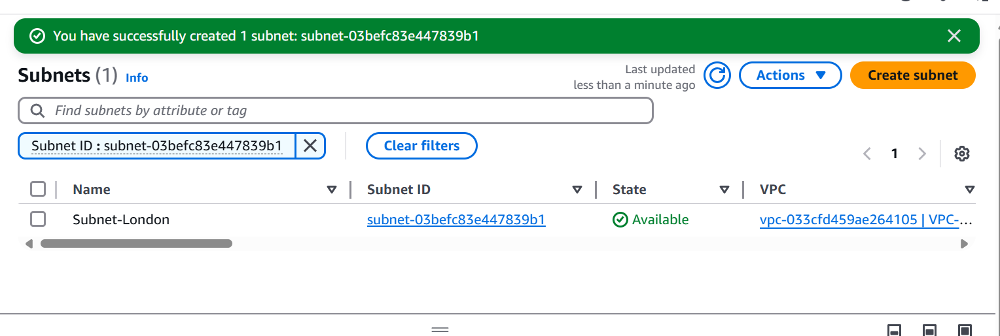 You have successfully created 1 subnet: subnet-03befc83e447839b1
Subnets (1) Info
Last updated
less than a minute ago
Actions
Create subnet
Find subnets by attribute or tag
Subnet ID : subnet-03befc83e447839b1
Clear filters
1
Name Subnet ID State VPC
Subnet-London subnet-03befc83e447839b1 Available vpc-033cfd459ae264105 | VPC-...